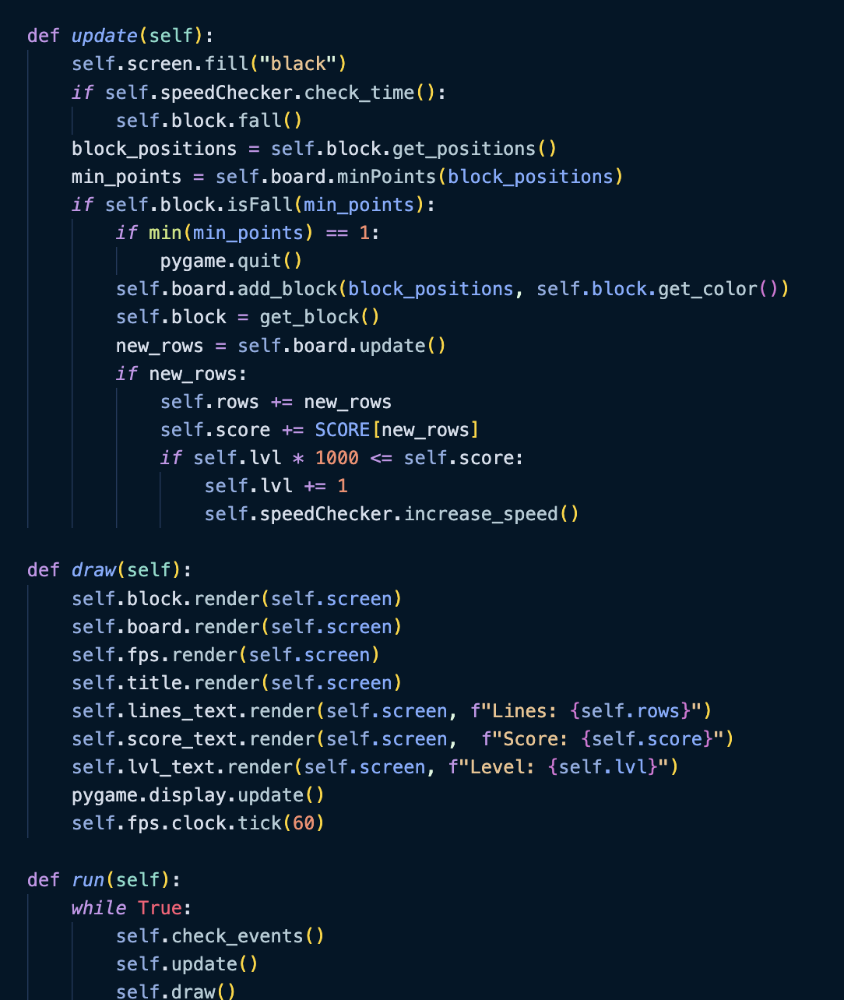 def update(self):
    self.screen.fill("black")
    if self.speedChecker.check_time():
        self.block.fall()
    block_positions = self.block.get_positions()
    min_points = self.board.minPoints(block_positions)
    if self.block.isFall(min_points):
        if min(min_points) == 1:
            pygame.quit()
        self.board.add_block(block_positions, self.block.get_color())
        self.block = get_block()
        new_rows = self.board.update()
        if new_rows:
            self.rows += new_rows
            self.score += SCORE[new_rows]
            if self.lvl * 1000 <= self.score:
                self.lvl += 1
                self.speedChecker.increase_speed()

def draw(self):
    self.block.render(self.screen)
    self.board.render(self.screen)
    self.fps.render(self.screen)
    self.title.render(self.screen)
    self.lines_text.render(self.screen, f"Lines: {self.rows}")
    self.score_text.render(self.screen,  f"Score: {self.score}")
    self.lvl_text.render(self.screen, f"Level: {self.lvl}")
    pygame.display.update()
    self.fps.clock.tick(60)

def run(self):
    while True:
        self.check_events()
        self.update()
        self.draw()